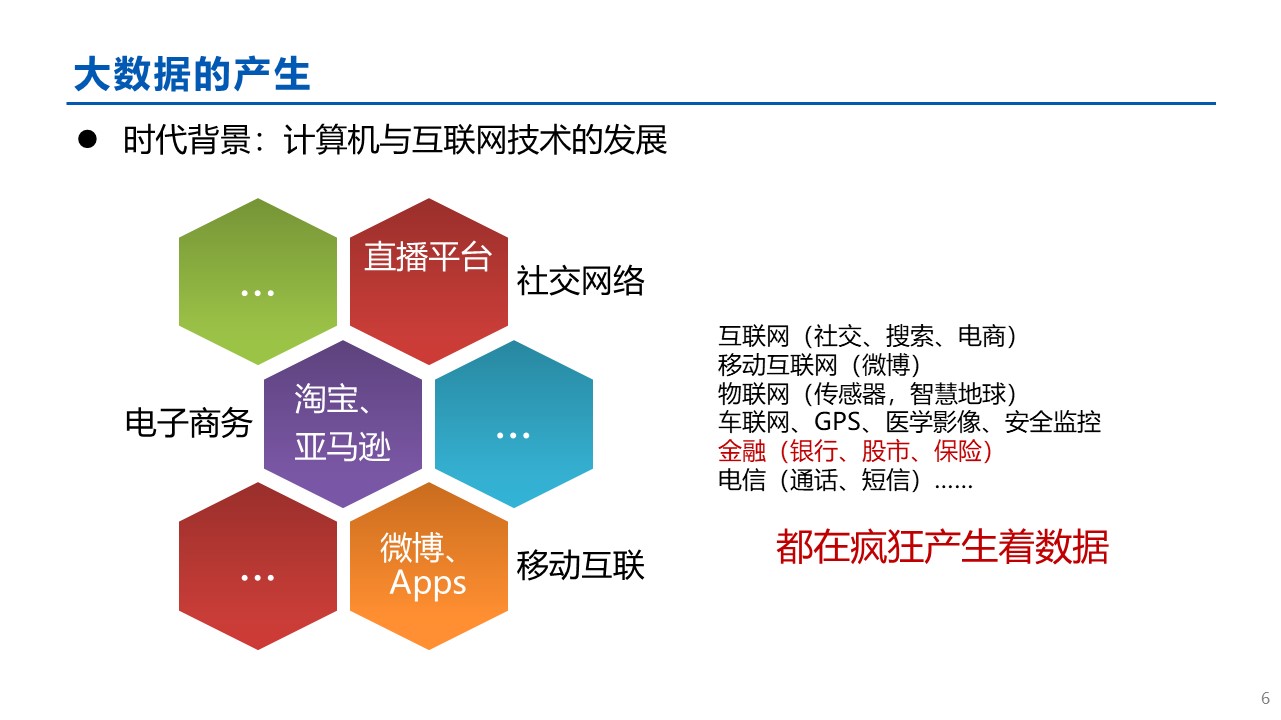 大数据的产生
● 时代背景：计算机与互联网技术的发展
…
直播平台
社交网络
电子商务
淘宝、
亚马逊
…
…
微博、
Apps
移动互联
互联网（社交、搜索、电商）
移动互联网（微博）
物联网（传感器，智慧地球）
车联网、GPS、医学影像、安全监控
金融（银行、股市、保险）
电信（通话、短信）……
都在疯狂产生着数据
6